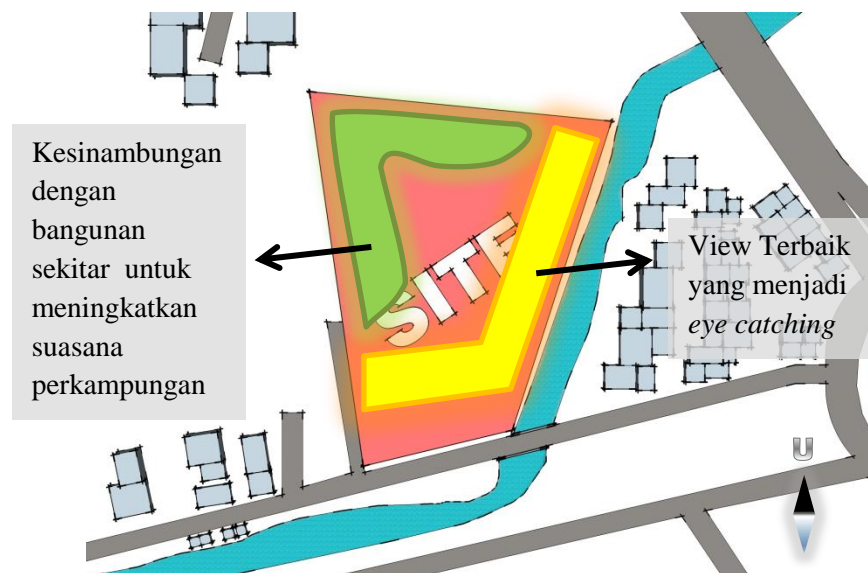 Kesinambungan
dengan
bangunan
sekitar untuk
meningkatkan
suasana
perkampungan
SITE
View Terbaik
yang menjadi
eye catching
U